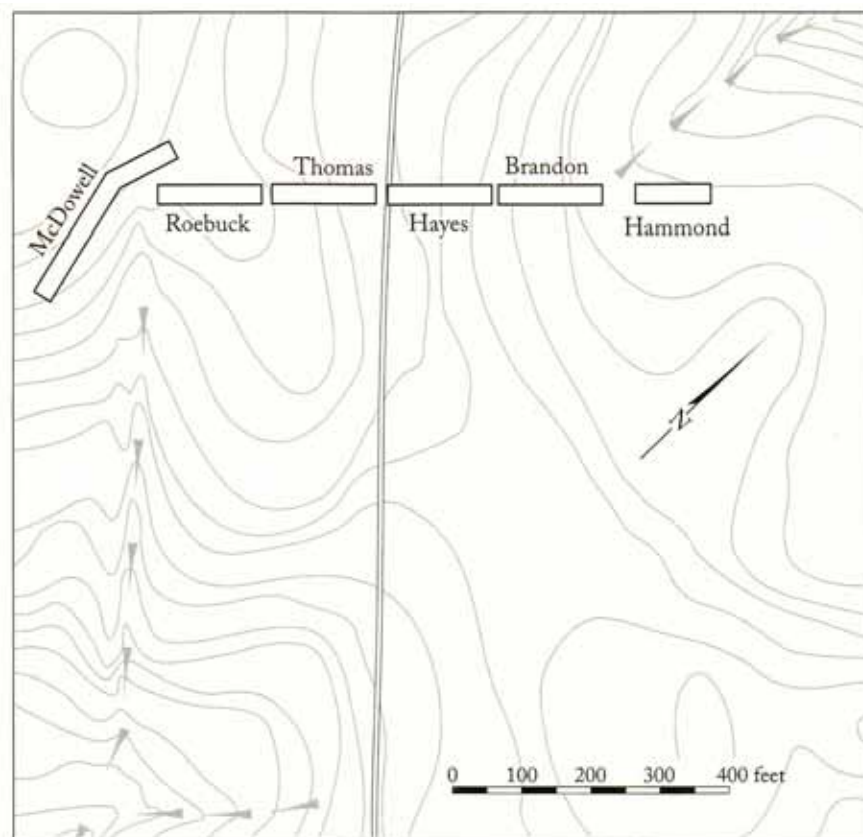 McDowell
Thomas
Brandon
Roebuck
Hayes
Hammond
N
0 100 200 300 400 feet